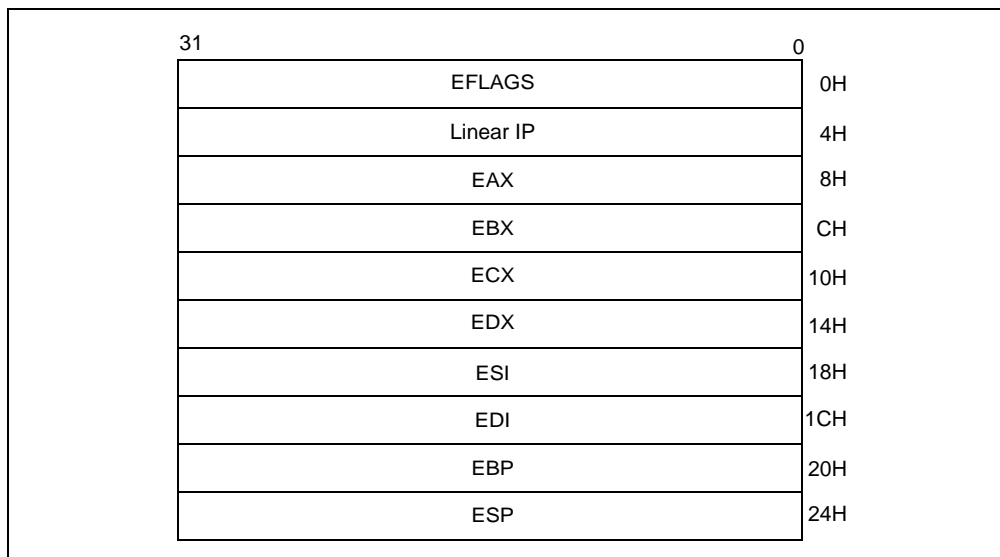 31 0
EFLAGS 0H
Linear IP 4H
EAX 8H
EBX CH
ECX 10H
EDX 14H
ESI 18H
EDI 1CH
EBP 20H
ESP 24H